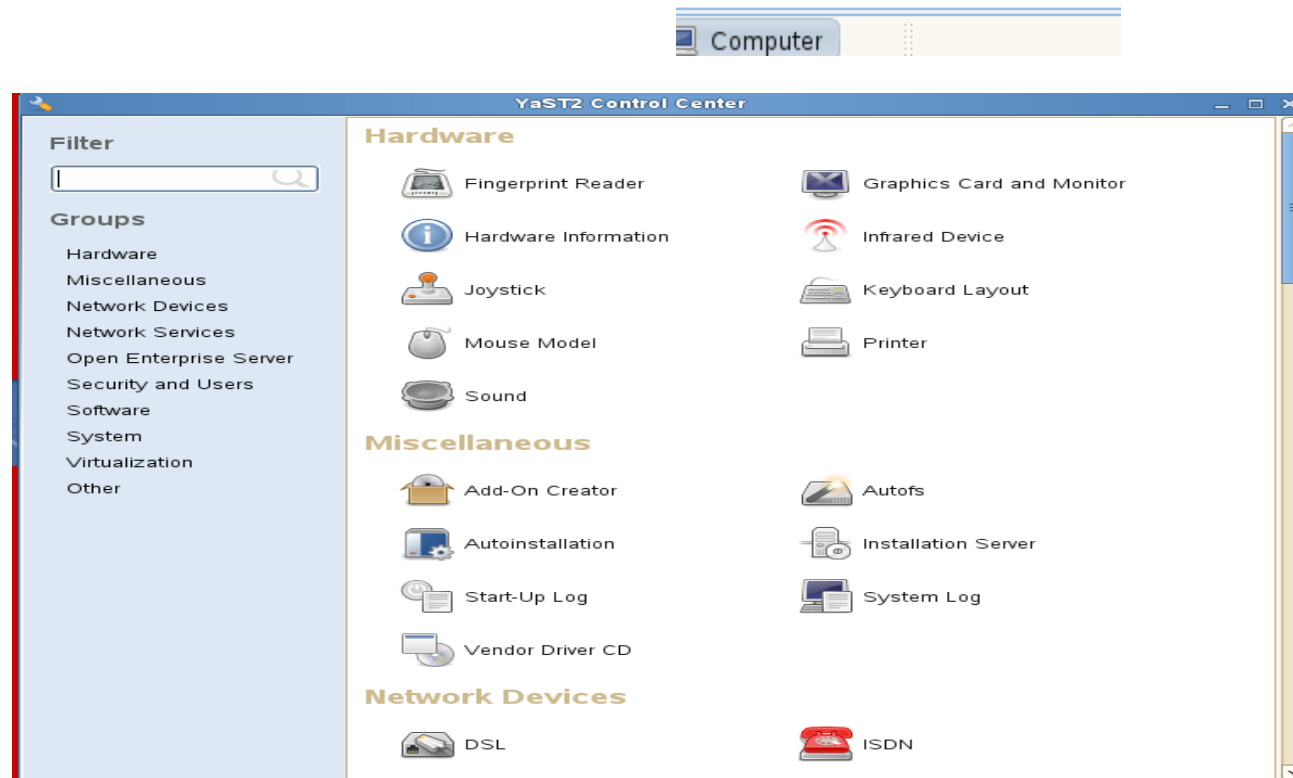 Computer
YaST2 Control Center
Filter
Groups
Hardware
Miscellaneous
Network Devices
Network Services
Open Enterprise Server
Security and Users
Software
System
Virtualization
Other
Hardware
Fingerprint Reader
Graphics Card and Monitor
Hardware Information
Infrared Device
Joystick
Keyboard Layout
Mouse Model
Printer
Sound
Miscellaneous
Add-On Creator
Autofs
Autoinstallation
Installation Server
Start-Up Log
System Log
Vendor Driver CD
Network Devices
DSL
ISDN